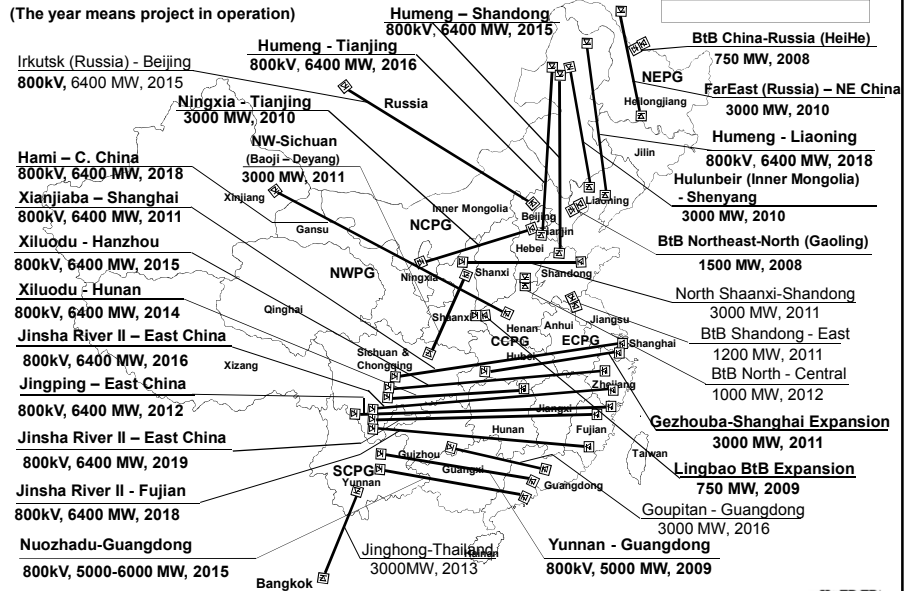 (The year means project in operation)
Humeng – Shandong
800kV, 6400 MW, 2015
Humeng - Tianjing
800kV, 6400 MW, 2016
Irkutsk (Russia) - Beijing
800kV, 6400 MW, 2015
Ningxia - Tianjing
3000 MW, 2010
NW-Sichuan
(Baoji – Deyang)
3000 MW, 2011
Hami – C. China
800kV, 6400 MW, 2018
Xianjiaba – Shanghai
800kV, 6400 MW, 2011
Xiluodu - Hanzhou
800kV, 6400 MW, 2015
Xiluodu - Hunan
800kV, 6400 MW, 2014
Jinsha River II - East China
800kV, 6400 MW, 2016
Jingping – East China
800kV, 6400 MW, 2012
Jinsha River II – East China
800kV, 6400 MW, 2019
Jinsha River II - Fujian
800kV, 6400 MW, 2018
Nuozhadu-Guangdong
800kV, 5000-6000 MW, 2015
Jinghong-Thailand
3000MW, 2013
Yunnan - Guangdong
800kV, 5000 MW, 2009
BtB China-Russia (HeiHe)
750 MW, 2008
FarEast (Russia) – NE China
3000 MW, 2010
Humeng - Liaoning
800kV, 6400 MW, 2018
Hulunbeir (Inner Mongolia)
- Shenyang
3000 MW, 2010
BtB Northeast-North (Gaoling)
1500 MW, 2008
North Shaanxi-Shandong
3000 MW, 2011
BtB Shandong - East
1200 MW, 2011
BtB North - Central
1000 MW, 2012
Gezhouba-Shanghai Expansion
3000 MW, 2011
Lingbao BtB Expansion
750 MW, 2009
Goupitan - Guangdong
3000 MW, 2016
Russia
NEPG
Heilongjiang
Jilin
Liaoning
Xinjiang
Gansu
Inner Mongolia
NCPG
Beijing
Tianjin
Hebei
NWPG
Ningxia
Shanxi
Shandong
Qinghai
Shaanxi
Henan
CCPG
Anhui
ECPG
Jiangsu
Shanghai
Xizang
Sichuan &
Chongqing
Hubei
Zhejiang
Jiangxi
Hunan
Fujian
Taiwan
Guizhou
SCPG
Yunnan
Guangxi
Guangdong
Hainan
Bangkok